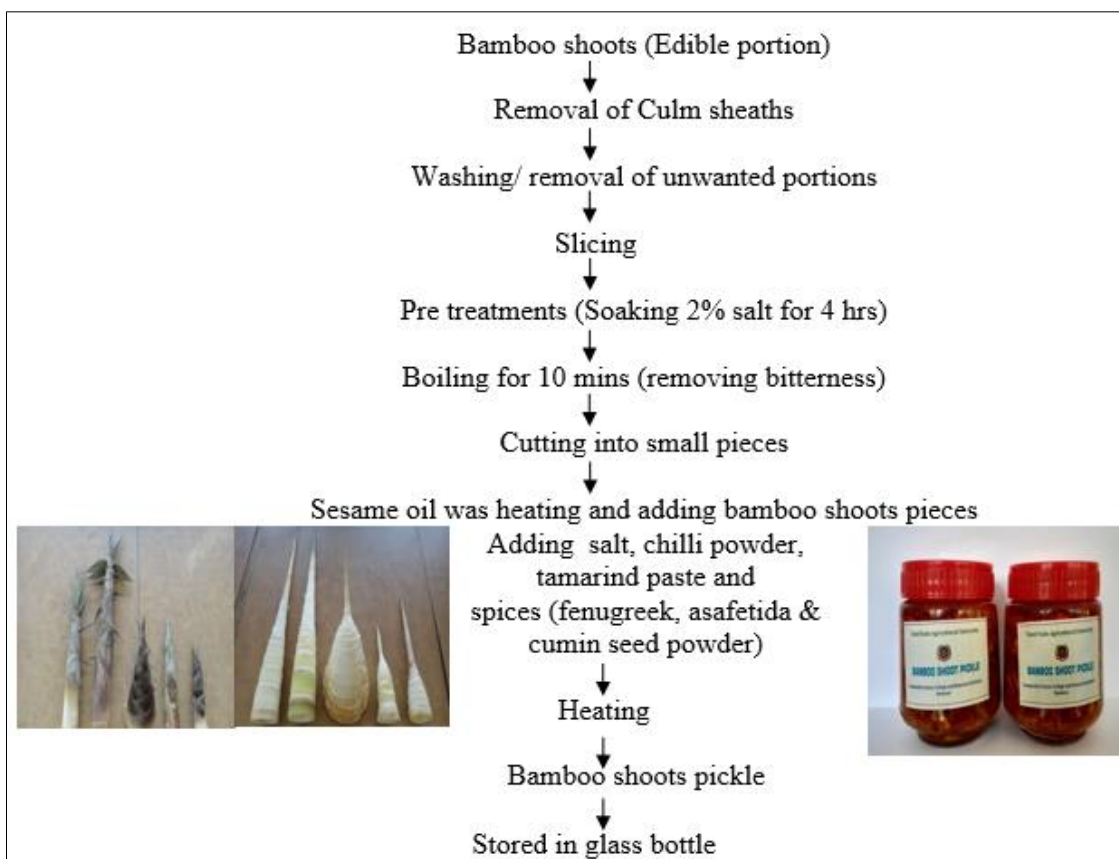 Bamboo shoots (Edible portion)
Removal of Culm sheaths
Washing/ removal of unwanted portions
Slicing
Pre treatments (Soaking 2% salt for 4 hrs)
Boiling for 10 mins (removing bitterness)
Cutting into small pieces
Sesame oil was heating and adding bamboo shoots pieces
Adding salt, chilli powder,
tamarind paste and
spices (fenugreek, asafetida &
cumin seed powder)
Heating
Bamboo shoots pickle
Stored in glass bottle
BAMBOO SHOOT PICKLE
BAMBOO SHOOT PICKLE